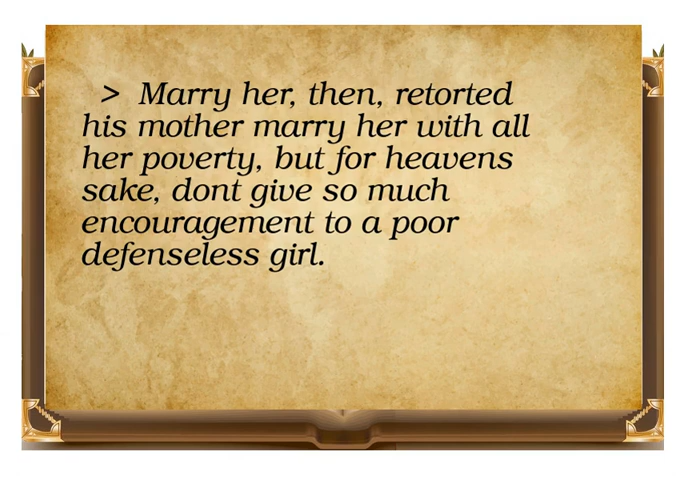 > Marry her, then, retorted
his mother marry her with all
her poverty, but for heavens
sake, dont give so much
encouragement to a poor
defenseless girl.